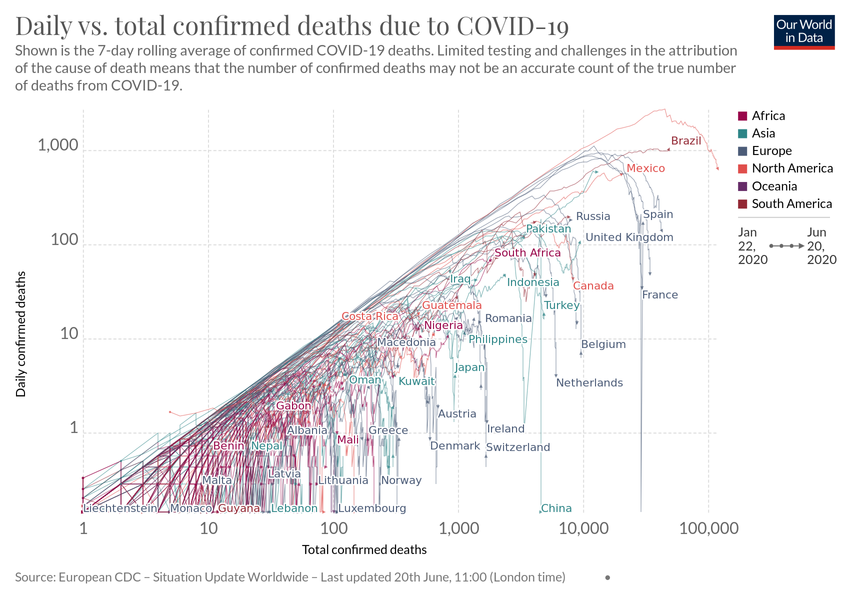 Daily vs. total confirmed deaths due to COVID-19
Our World
in Data
Shown is the 7-day rolling average of confirmed COVID-19 deaths. Limited testing and challenges in the attribution
of the cause of death means that the number of confirmed deaths may not be an accurate count of the true number
of deaths from COVID-19.
Africa
Asia
Europe
North America
Oceania
South America
Jan
22,
2020
Jun
20,
2020
Daily confirmed deaths
1,000
100
10
1
Brazil
Mexico
Russia
Spain
Pakistan
United Kingdom
South Africa
Iraq
Indonesia
Canada
France
Guatemala
Turkey
Costa Rica
Romania
Nigeria
Macedonia
Philippines
Belgium
Japan
Oman
Kuwait
Netherlands
Gabon
Austria
Albania
Greece
Ireland
Mali
Benin
Nepal
Denmark
Switzerland
Latvia
Malta
Lithuania
Norway
Liechtenstein
Monaco
Guyana
Lebanon
Luxembourg
China
1
10
100
1,000
10,000
100,000
Total confirmed deaths
Source: European CDC – Situation Update Worldwide – Last updated 20th June, 11:00 (London time)